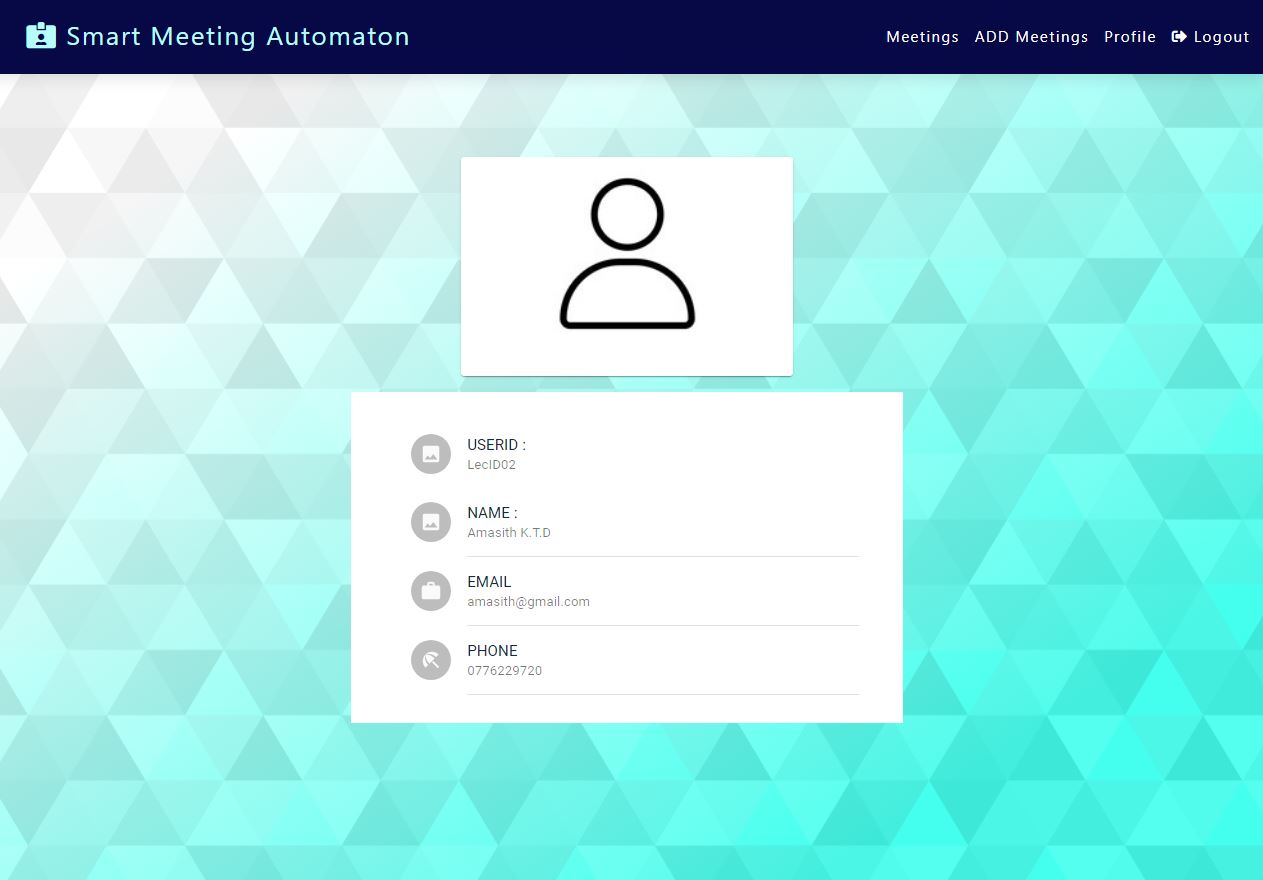 Smart Meeting Automaton
Meetings ADD Meetings Profile Logout
USERID :
LecID02
NAME :
Amasith K.T.D
EMAIL
amasith@gmail.com
PHONE
0776229720